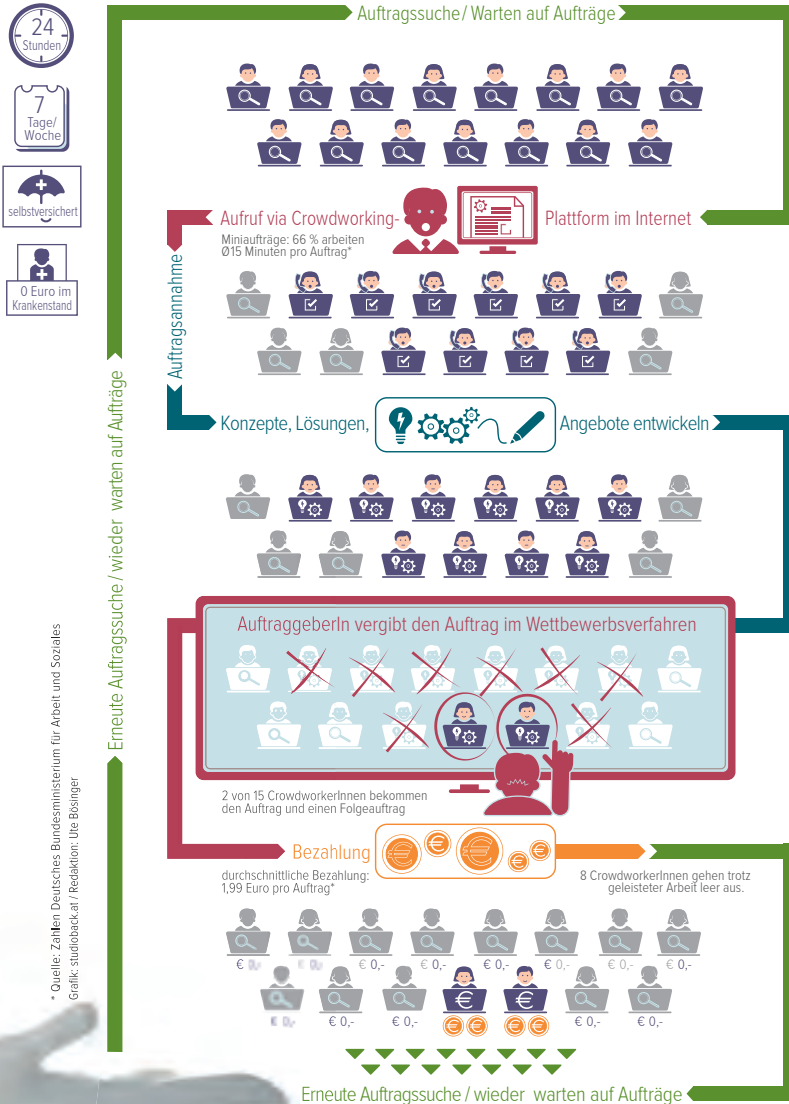 24
Stunden
7
Tage/
Woche
selbstversichert
0 Euro im
Krankenstand
Auftragssuche / Warten auf Aufträge
Aufruf via Crowdworking-
Plattform im Internet
Miniaufträge: 66 % arbeiten
Ø15 Minuten pro Auftrag*
Auftragsannahme
Konzepte, Lösungen,
Angebote entwickeln
AuftraggeberIn vergibt den Auftrag im Wettbewerbsverfahren
2 von 15 CrowdworkerInnen bekommen
den Auftrag und einen Folgeauftrag
Bezahlung
durchschnittliche Bezahlung:
1,99 Euro pro Auftrag*
8 CrowdworkerInnen gehen trotz
geleisteter Arbeit leer aus.
€ 0,- € 0,- € 0,- € 0,- € 0,- € 0,- € 0,- € 0,-
€ 0,- € 0,- € 0,- € 0,- € 0,-
Erneute Auftragssuche / wieder warten auf Aufträge
Erneute Auftragssuche / wieder warten auf Aufträge
* Quelle: Zahlen Deutsches Bundesministerium für Arbeit und Soziales
Grafik: studioback.at / Redaktion: Ute Bösinger